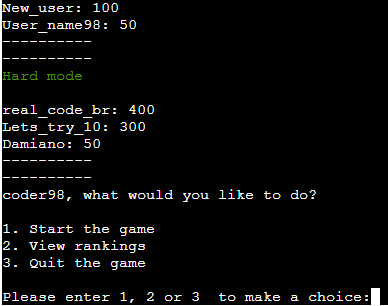 New_user: 100
User_name98: 50
----------
----------
Hard mode
real_code_br: 400
Lets_try_10: 300
Damiano: 50
----------
----------
coder98, what would you like to do?
1. Start the game
2. View rankings
3. Quit the game
Please enter 1, 2 or 3  to make a choice: